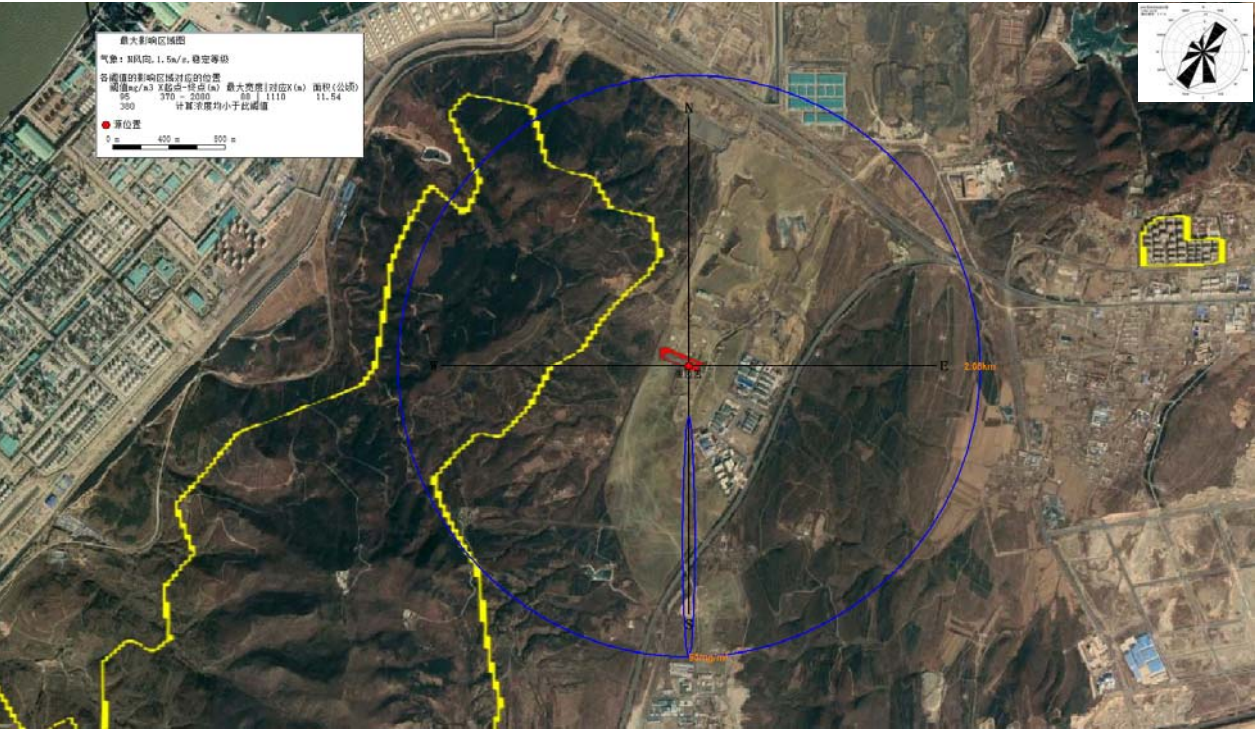 最大影响区域图
气象: N风向, 1.5m/s, 稳定等级
各阈值的影响区域对应的位置
阈值mg/m3 X起点-终点(m) 最大宽度|对应X(m) 面积(公顷)
95 370 - 2080 88 | 1110 11.54
380 计算浓度均小于此阈值
源位置
0 m 400 m 800 m
N
W
E
2.08km
S